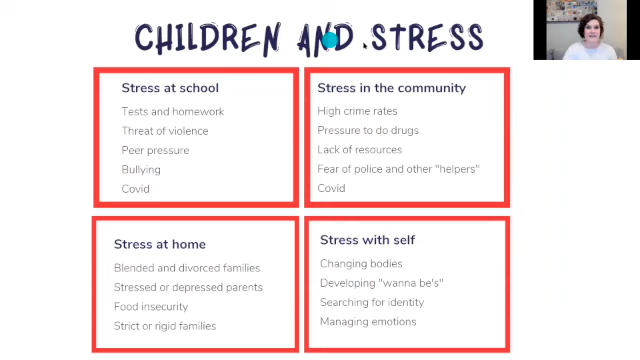 CHILDREN AND STRESS
Stress at school
Tests and homework
Threat of violence
Peer pressure
Bullying
Covid
Stress in the community
High crime rates
Pressure to do drugs
Lack of resources
Fear of police and other "helpers"
Covid
Stress at home
Blended and divorced families
Stressed or depressed parents
Food insecurity
Strict or rigid families
Stress with self
Changing bodies
Developing "wanna be's"
Searching for identity
Managing emotions